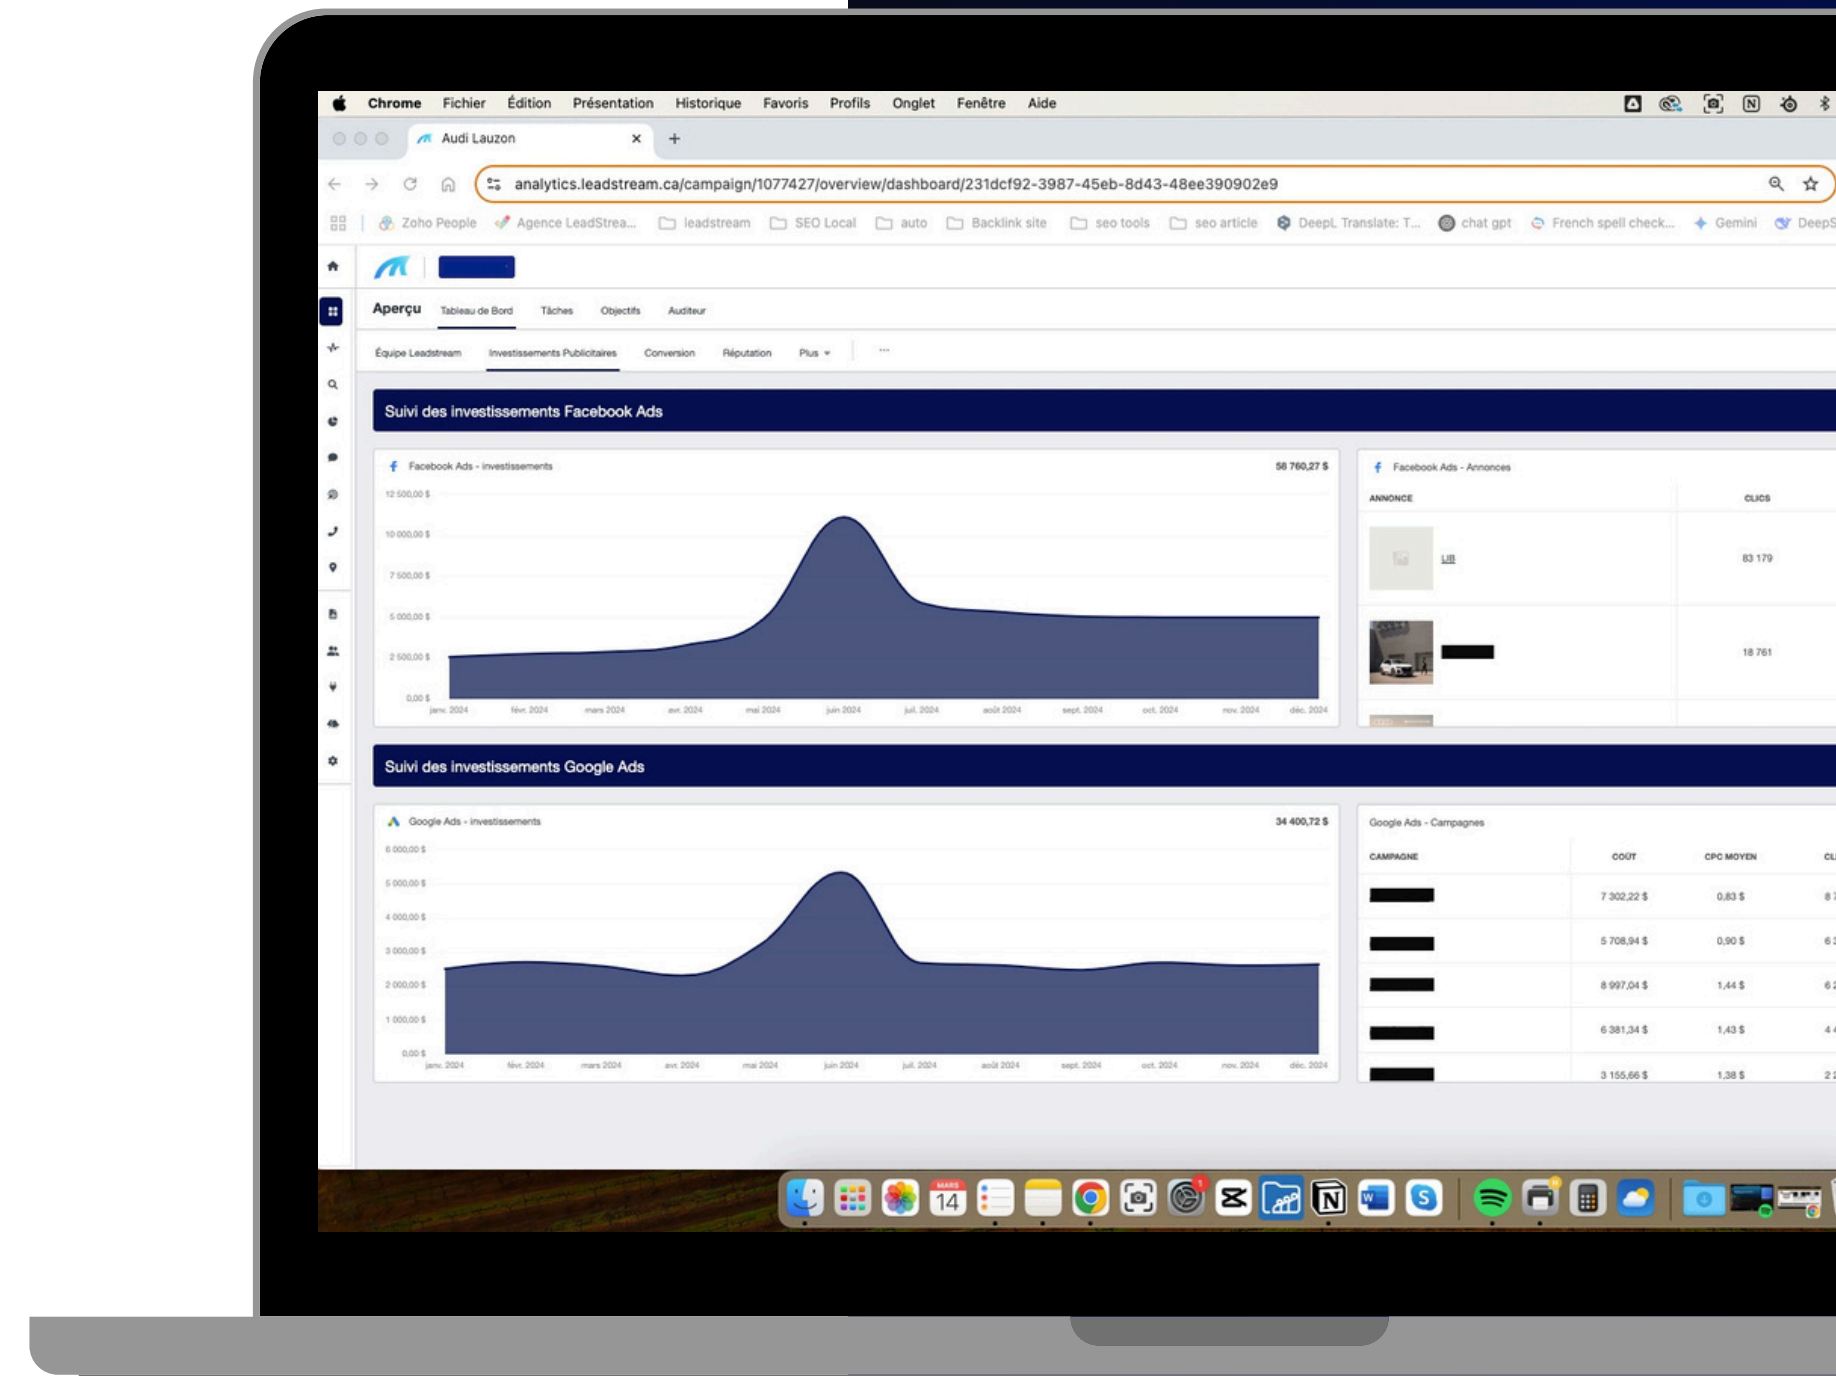 Chrome Fichier Édition Présentation Historique Favoris Profils Onglet Fenêtre Aide
Audi Lauzon
analytics.leadstream.ca/campaign/1077427/overview/dashboard/231dcf92-3987-45eb-8d43-48ee390902e9
Zoho People Agence LeadStrea... leadstream SEO Local auto Backlink site seo tools seo article DeepL Translate: T... chat gpt French spell check... Gemini DeepS
Aperçu Tableau de Bord Tâches Objectifs Auditeur
Équipe Leadstream Investissements Publicitaires Conversion Réputation Plus ...
Suivi des investissements Facebook Ads
Facebook Ads - investissements 58 760,27 $
12 500,00 $
10 000,00 $
7 500,00 $
5 000,00 $
2 500,00 $
0,00 $
janv. 2024 févr. 2024 mars 2024 avr. 2024 mai 2024 juin 2024 juil. 2024 août 2024 sept. 2024 oct. 2024 nov. 2024 déc. 2024
Facebook Ads - Annonces
ANNONCE CLICS
UB 83 179
18 761
Suivi des investissements Google Ads
Google Ads - investissements 34 400,72 $
6 000,00 $
5 000,00 $
4 000,00 $
3 000,00 $
2 000,00 $
1 000,00 $
0,00 $
janv. 2024 févr. 2024 mars 2024 avr. 2024 mai 2024 juin 2024 juil. 2024 août 2024 sept. 2024 oct. 2024 nov. 2024 déc. 2024
Google Ads - Campagnes
CAMPAGNE COÛT CPC MOYEN
7 302,22 $ 0,83 $
5 708,94 $ 0,90 $
8 997,04 $ 1,44 $
6 381,34 $ 1,43 $
3 155,66 $ 1,38 $
MARS
14